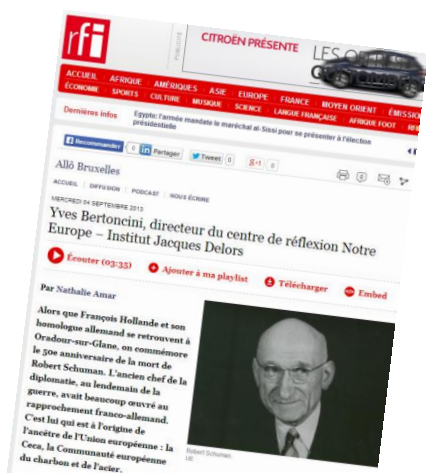 rfi
PUBLICITÉ
CITROËN PRÉSENTE
ACCUEIL AFRIQUE AMÉRIQUES ASIE EUROPE FRANCE MOYEN ORIENT
ÉCONOMIE SPORTS CULTURE MUSIQUE SCIENCE LANGUE FRANÇAISE AFRIQUE FOOT
Dernières infos
Egypte: l'armée mandate le maréchal al-Sissi pour se présenter à l'élection
présidentielle
Recommander 0 Partager Tweet 0 +1 0
Allô Bruxelles
ACCUEIL DIFFUSION PODCAST NOUS ÉCRIRE
MERCREDI 04 SEPTEMBRE 2013
Yves Bertoncini, directeur du centre de réflexion Notre
Europe – Institut Jacques Delors
Écouter (03:35) Ajouter à ma playlist Télécharger Embed
Par Nathalie Amar
Alors que François Hollande et son
homologue allemand se retrouvent à
Oradour-sur-Glane, on commémore
le 50e anniversaire de la mort de
Robert Schuman. L'ancien chef de la
diplomatie, au lendemain de la
guerre, avait beaucoup œuvré au
rapprochement franco-allemand.
C'est lui qui est à l'origine de
l'ancêtre de l'Union européenne : la
Ceca, la Communauté européenne
du charbon et de l'acier.
Robert Schuman.
UE